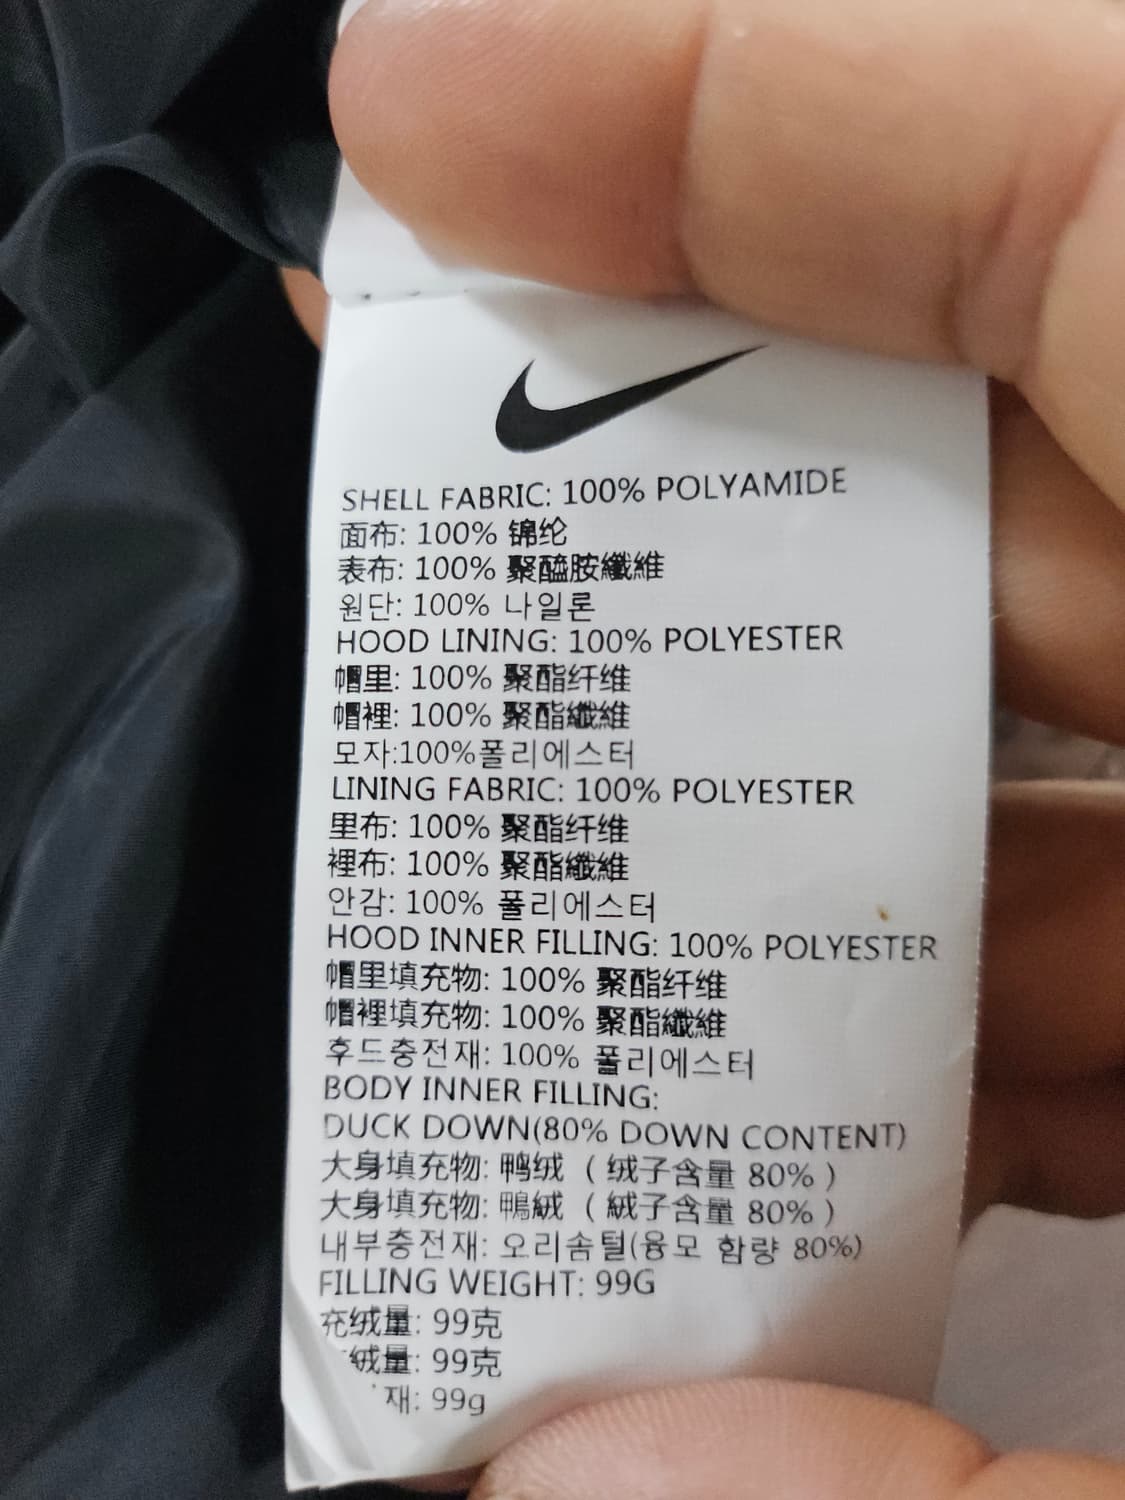 SHELL FABRIC: 100% POLYAMIDE
面布: 100% 锦纶
表布: 100% 聚醯胺纖維
원단: 100% 나일론
HOOD LINING: 100% POLYESTER
帽里: 100% 聚酯纤维
帽裡: 100% 聚酯纖維
모자:100%폴리에스터
LINING FABRIC: 100% POLYESTER
里布: 100% 聚酯纤维
裡布: 100% 聚酯纖維
안감: 100% 폴리에스터
HOOD INNER FILLING: 100% POLYESTER
帽里填充物: 100% 聚酯纤维
帽裡填充物: 100% 聚酯纖維
후드충전재: 100% 폴리에스터
BODY INNER FILLING:
DUCK DOWN(80% DOWN CONTENT)
大身填充物: 鸭绒 ( 绒子含量 80% )
大身填充物: 鴨絨 ( 絨子含量 80% )
내부충전재: 오리솜털(융모 함량 80%)
FILLING WEIGHT: 99G
充绒量: 99克
絨量: 99克
재: 99g